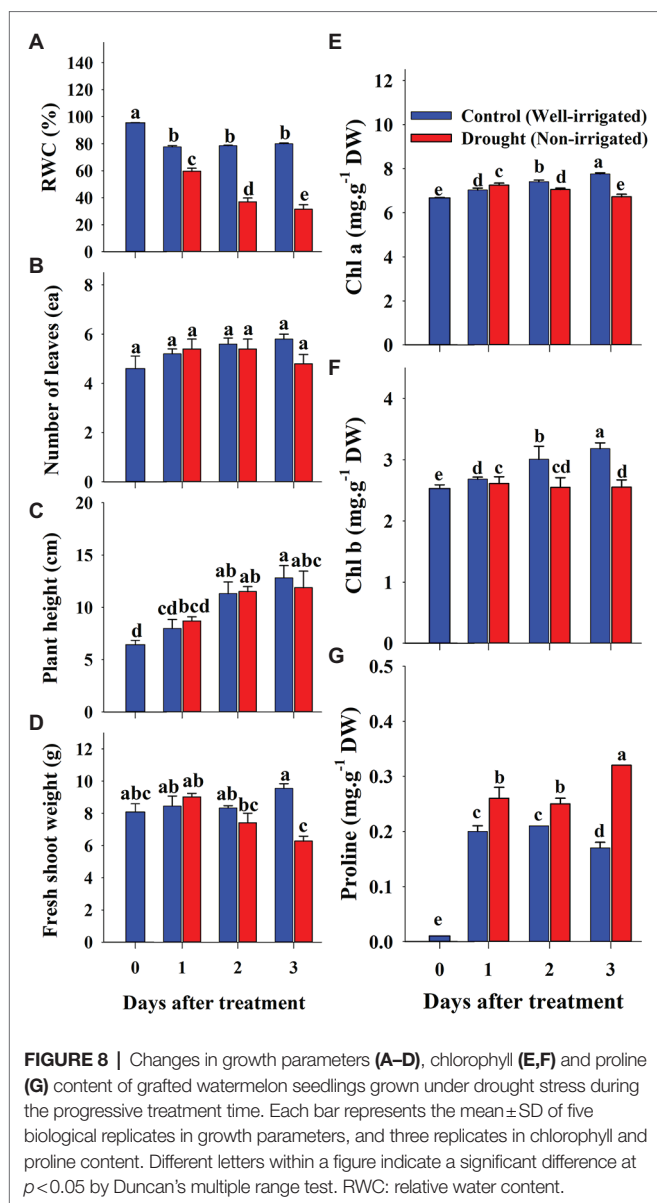 A
RWC (%)
140
120
100
80
60
40
20
0
a
b
c
b
d
b
e
B
Number of leaves (ea)
8
6
4
2
0
a
a
a
a
a
a
a
C
Plant height (cm)
20
15
10
5
0
d
cd
bcd
ab
ab
a
abc
D
Fresh shoot weight (g)
12
10
8
6
4
2
0
abc
ab
ab
ab
bc
a
c
0 1 2 3
Days after treatment
E
Chl a (mg.g-1 DW)
12
10
8
6
4
2
0
Control (Well-irrigated)
Drought (Non-irrigated)
e
d
c
b
d
a
e
F
Chl b (mg.g-1 DW)
4
3
2
1
0
e
d
c
b
cd
a
d
G
Proline (mg.g-1 DW)
0.5
0.4
0.3
0.2
0.1
0.0
e
c
b
c
b
d
a
0 1 2 3
Days after treatment
FIGURE 8 | Changes in growth parameters (A–D), chlorophyll (E,F) and proline
(G) content of grafted watermelon seedlings grown under drought stress during
the progressive treatment time. Each bar represents the mean ± SD of five
biological replicates in growth parameters, and three replicates in chlorophyll and
proline content. Different letters within a figure indicate a significant difference at
p < 0.05 by Duncan's multiple range test. RWC: relative water content.